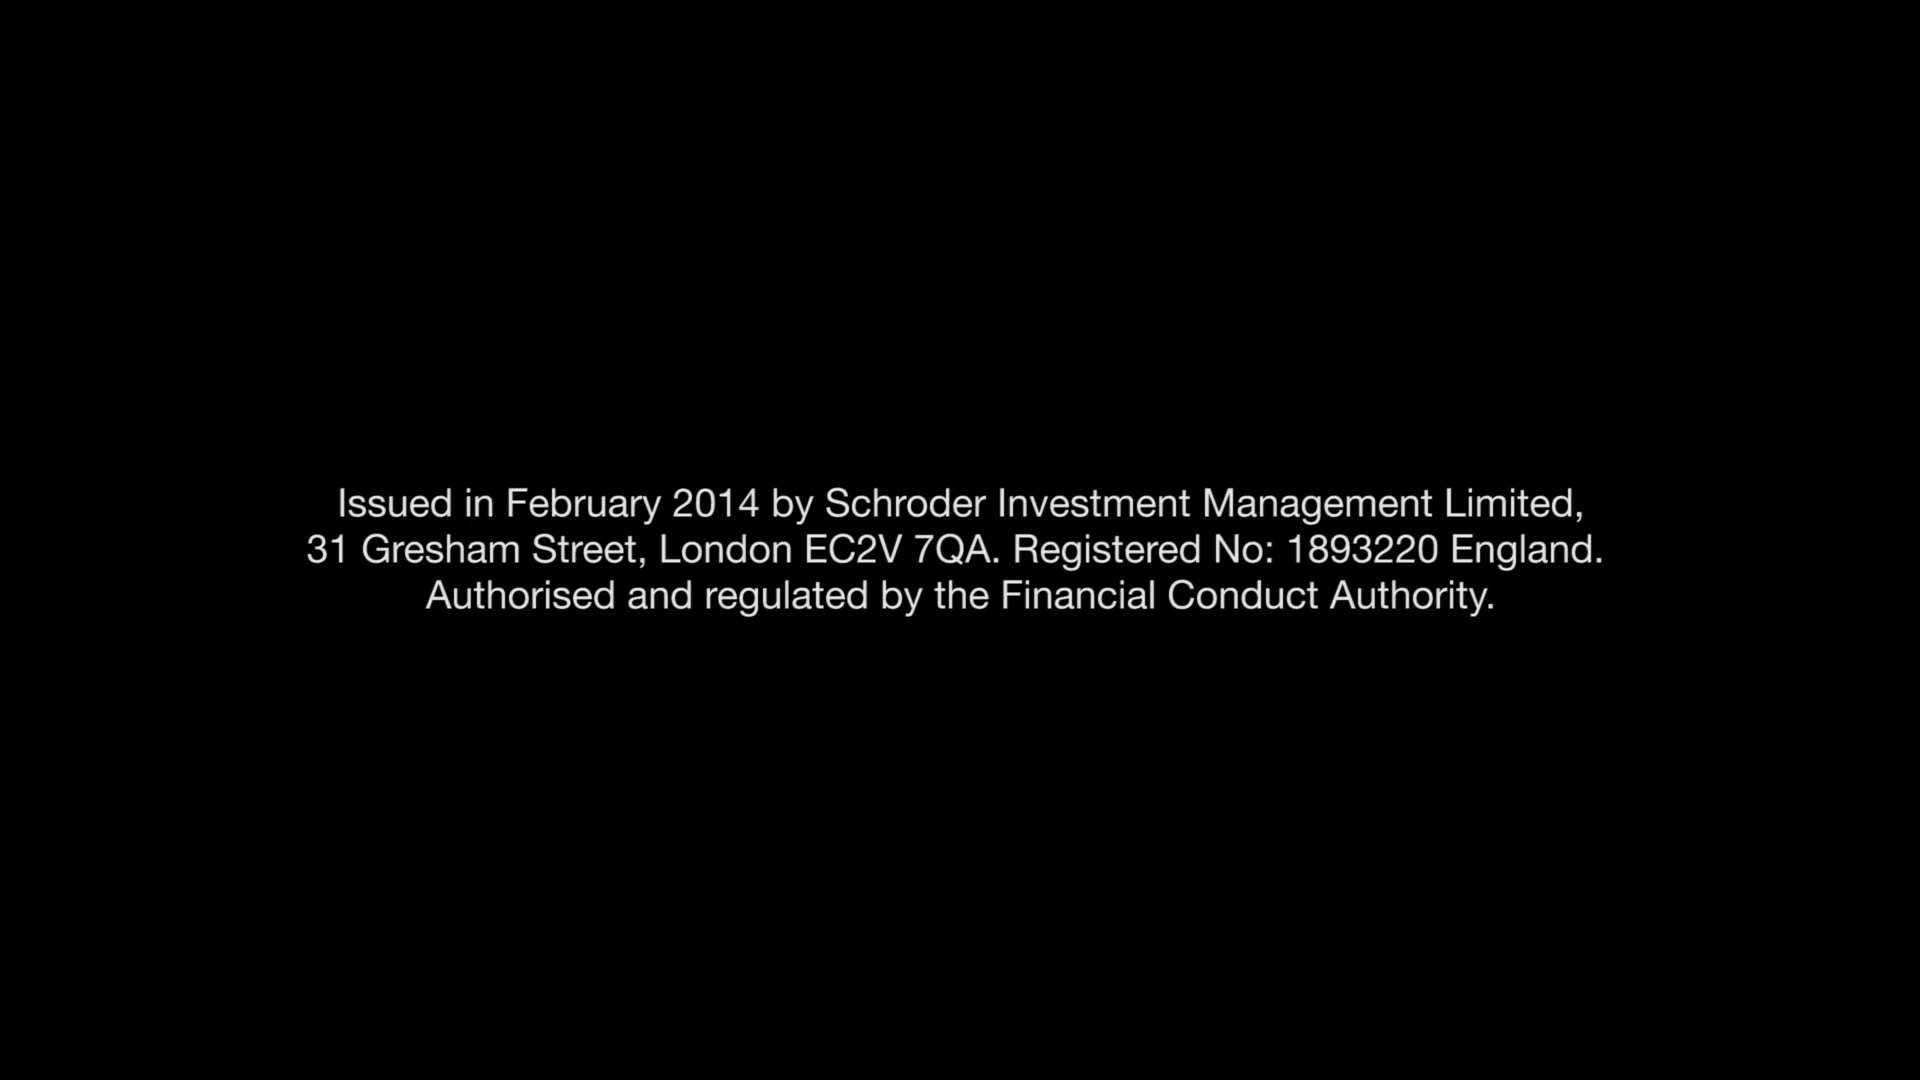 Issued in February 2014 by Schroder Investment Management Limited,
31 Gresham Street, London EC2V 7QA. Registered No: 1893220 England.
Authorised and regulated by the Financial Conduct Authority.